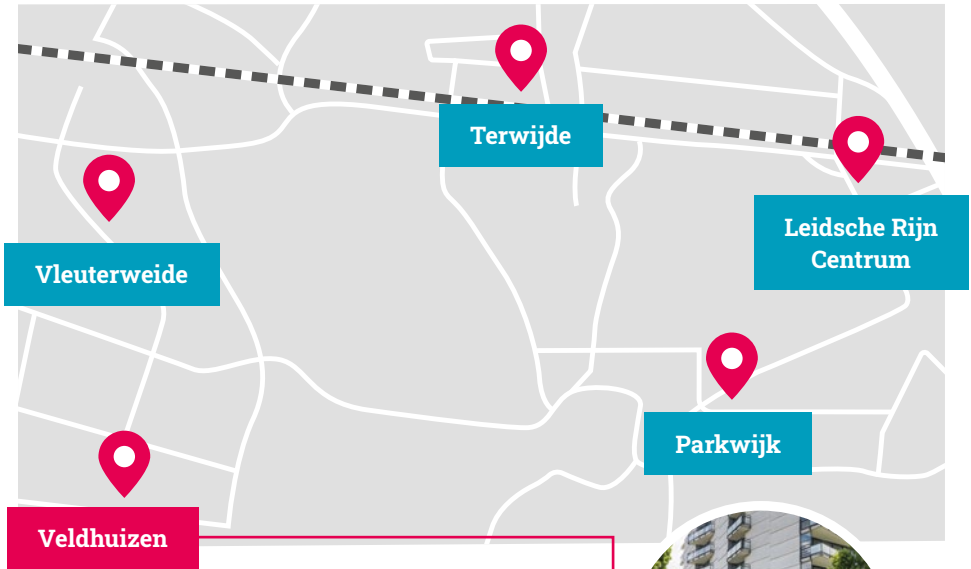 Terwijde
Leidsche Rijn
Centrum
Vleuterweide
Parkwijk
Veldhuizen